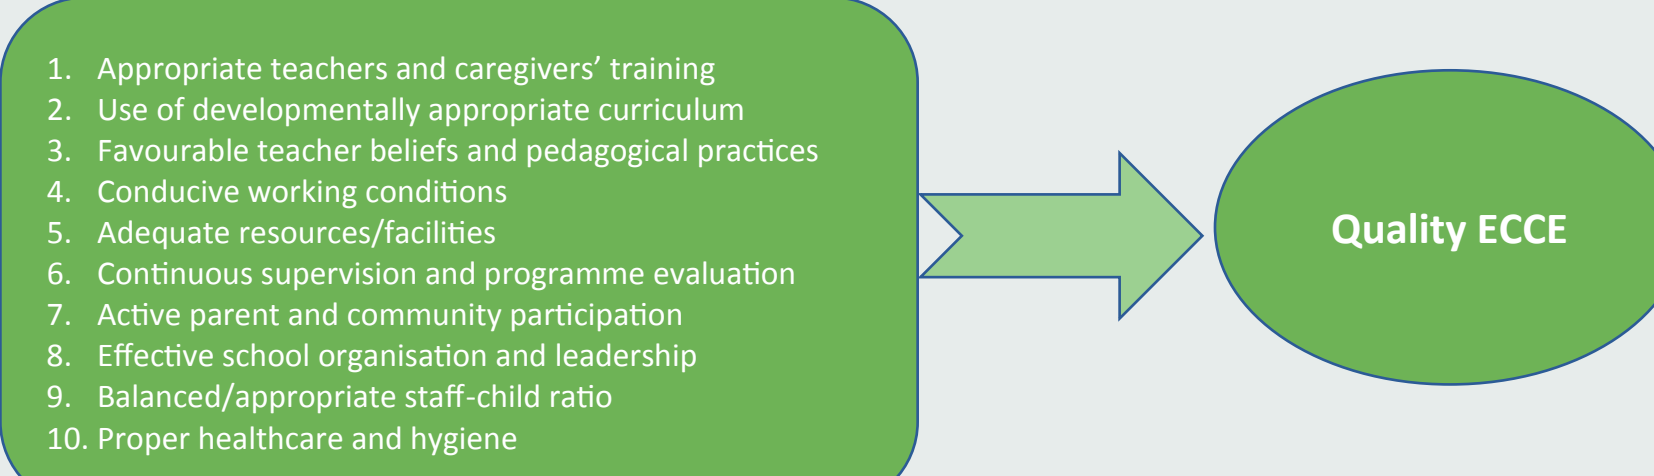 1. Appropriate teachers and caregivers’ training
2. Use of developmentally appropriate curriculum
3. Favourable teacher beliefs and pedagogical practices
4. Conducive working conditions
5. Adequate resources/facilities
6. Continuous supervision and programme evaluation
7. Active parent and community participation
8. Effective school organisation and leadership
9. Balanced/appropriate staff-child ratio
10. Proper healthcare and hygiene
Quality ECCE